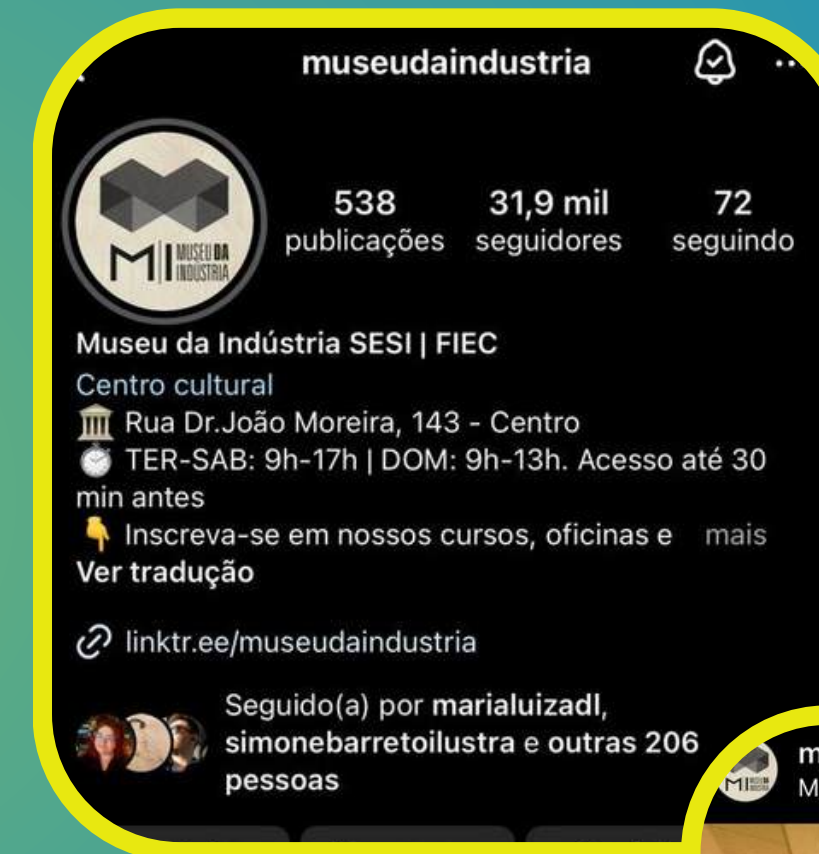 museudaindustria
538 31,9 mil 72
publicações seguidores seguindo
MI MUSEU DA
INDÚSTRIA
Museu da Indústria SESI | FIEC
Centro cultural
🏛️ Rua Dr.João Moreira, 143 - Centro
⏱️ TER-SAB: 9h-17h | DOM: 9h-13h. Acesso até 30
min antes
👇 Inscreva-se em nossos cursos, oficinas e mais
Ver tradução
linktr.ee/museudaindustria
Seguido(a) por marialuizadl,
simonebarretoilustra e outras 206
pessoas
MI